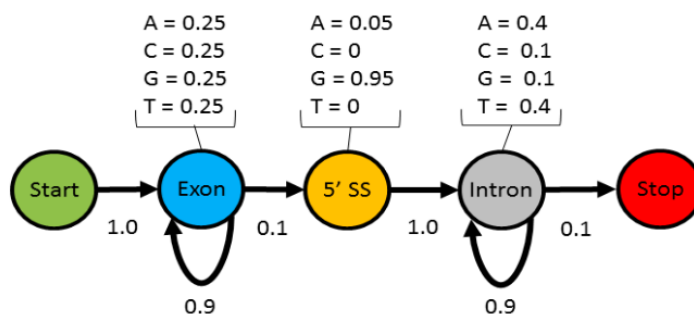 A = 0.25
C = 0.25
G = 0.25
T = 0.25
A = 0.05
C = 0
G = 0.95
T = 0
A = 0.4
C = 0.1
G = 0.1
T = 0.4
Start
Exon
5' SS
Intron
Stop
1.0
0.1
1.0
0.1
0.9
0.9